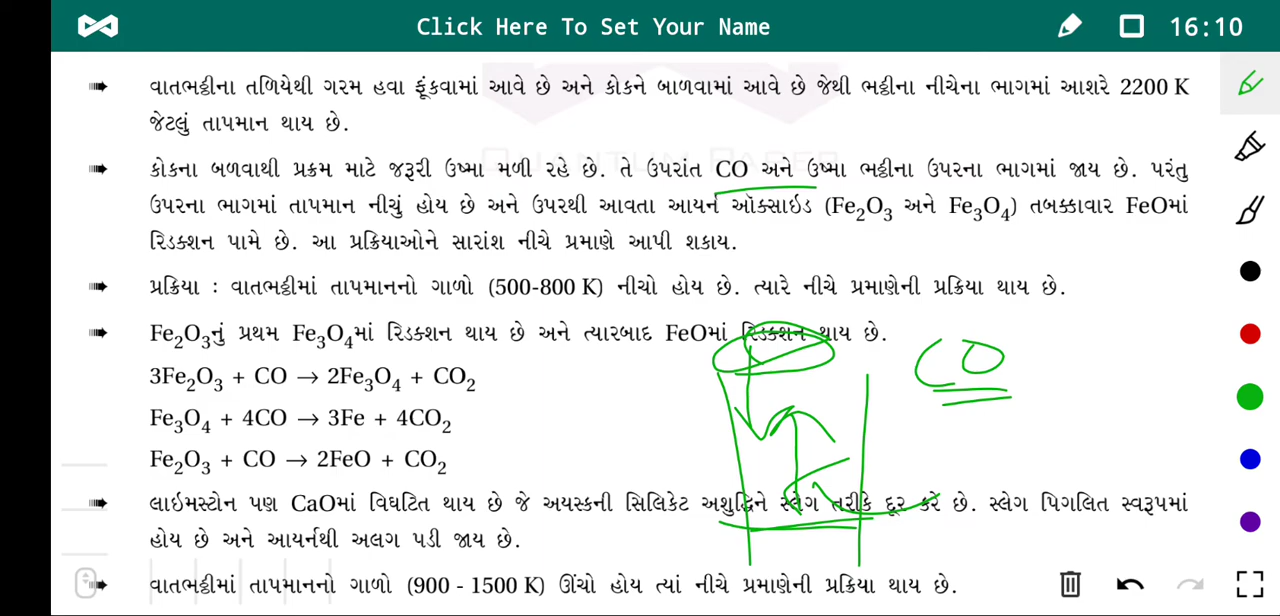 Click Here To Set Your Name
16:10
વાતભઠ્ઠીના તળિયેથી ગરમ હવા ફૂંકવામાં આવે છે અને કોકને બાળવામાં આવે છે જેથી ભઠ્ઠીના નીચેના ભાગમાં આશરે 2200 K
જેટલું તાપમાન થાય છે.
કોકના બળવાથી પ્રક્રમ માટે જરૂરી ઉષ્મા મળી રહે છે. તે ઉપરાંત CO અને ઉષ્મા ભઠ્ઠીના ઉપરના ભાગમાં જાય છે. પરંતુ
ઉપરના ભાગમાં તાપમાન નીચું હોય છે અને ઉપરથી આવતા આયર્ન ઑક્સાઇડ (Fe₂O₃ અને Fe₃O₄) તબક્કાવાર FeOમાં
રિડક્શન પામે છે. આ પ્રક્રિયાઓને સારાંશ નીચે પ્રમાણે આપી શકાય.
પ્રક્રિયા : વાતભઠ્ઠીમાં તાપમાનનો ગાળો (500-800 K) નીચો હોય છે. ત્યારે નીચે પ્રમાણેની પ્રક્રિયા થાય છે.
Fe₂O₃નું પ્રથમ Fe₃O₄માં રિડક્શન થાય છે અને ત્યારબાદ FeOમાં રિડક્શન થાય છે.
CO
3Fe₂O₃ + CO → 2Fe₃O₄ + CO₂
Fe₃O₄ + 4CO → 3Fe + 4CO₂
Fe₂O₃ + CO → 2FeO + CO₂
લાઇમસ્ટોન પણ CaOમાં વિઘટિત થાય છે જે અયસ્કની સિલિકેટ અશુદ્ધિને સ્લેગ તરીકે દૂર કરે છે. સ્લેગ પિગલિત સ્વરૂપમાં
હોય છે અને આયર્નથી અલગ પડી જાય છે.
વાતભઠ્ઠીમાં તાપમાનનો ગાળો (900 - 1500 K) ઊંચો હોય ત્યાં નીચે પ્રમાણેની પ્રક્રિયા થાય છે.